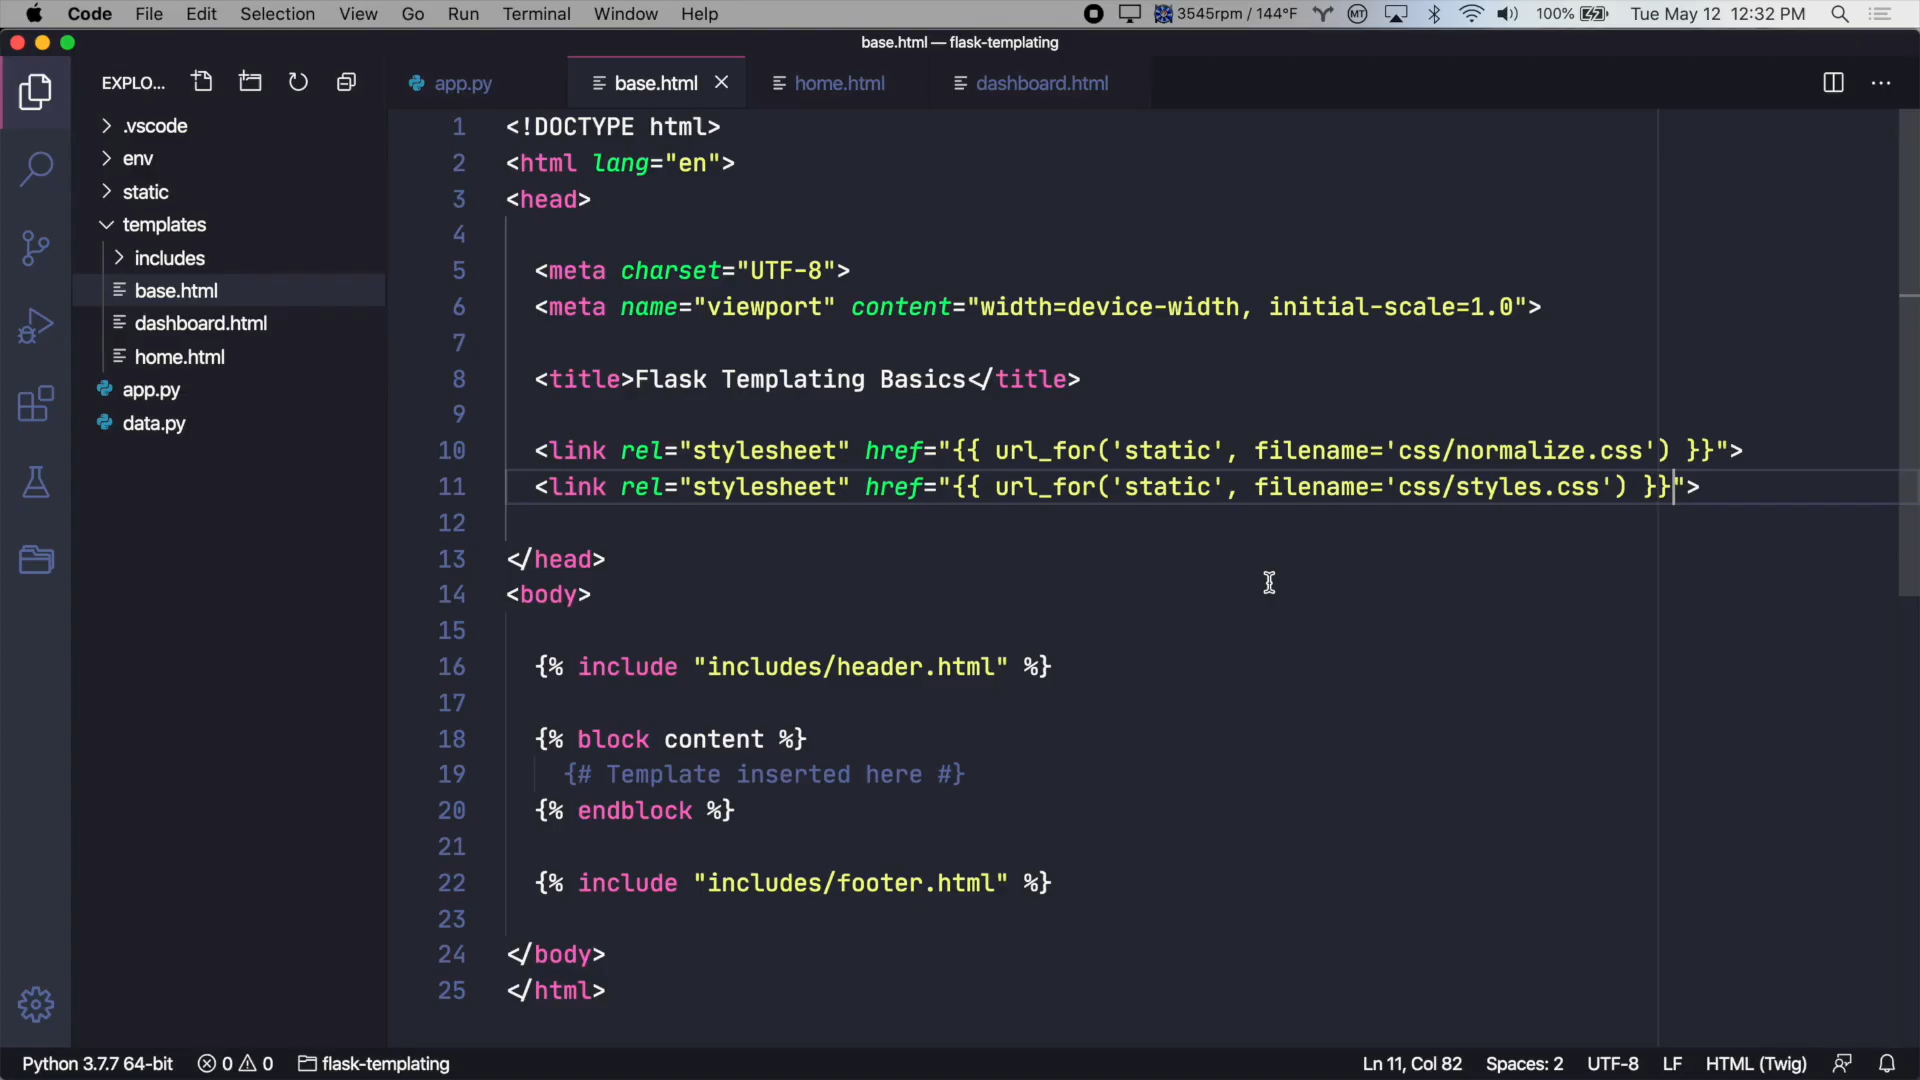 Code File Edit Selection View Go Run Terminal Window Help 3545rpm / 144°F MT 100% Tue May 12 12:32 PM
base.html — flask-templating
EXPLO...
app.py
base.html
home.html
dashboard.html
.vscode
env
static
templates
includes
base.html
dashboard.html
home.html
app.py
data.py
1 <!DOCTYPE html>
2 <html lang="en">
3 <head>
4
5 <meta charset="UTF-8">
6 <meta name="viewport" content="width=device-width, initial-scale=1.0">
7
8 <title>Flask Templating Basics</title>
9
10 <link rel="stylesheet" href="{{ url_for('static', filename='css/normalize.css') }}">
11 <link rel="stylesheet" href="{{ url_for('static', filename='css/styles.css') }}">
12
13 </head>
14 <body>
15
16 {% include "includes/header.html" %}
17
18 {% block content %}
19 {# Template inserted here #}
20 {% endblock %}
21
22 {% include "includes/footer.html" %}
23
24 </body>
25 </html>
Python 3.7.7 64-bit 0 0 flask-templating Ln 11, Col 82 Spaces: 2 UTF-8 LF HTML (Twig)